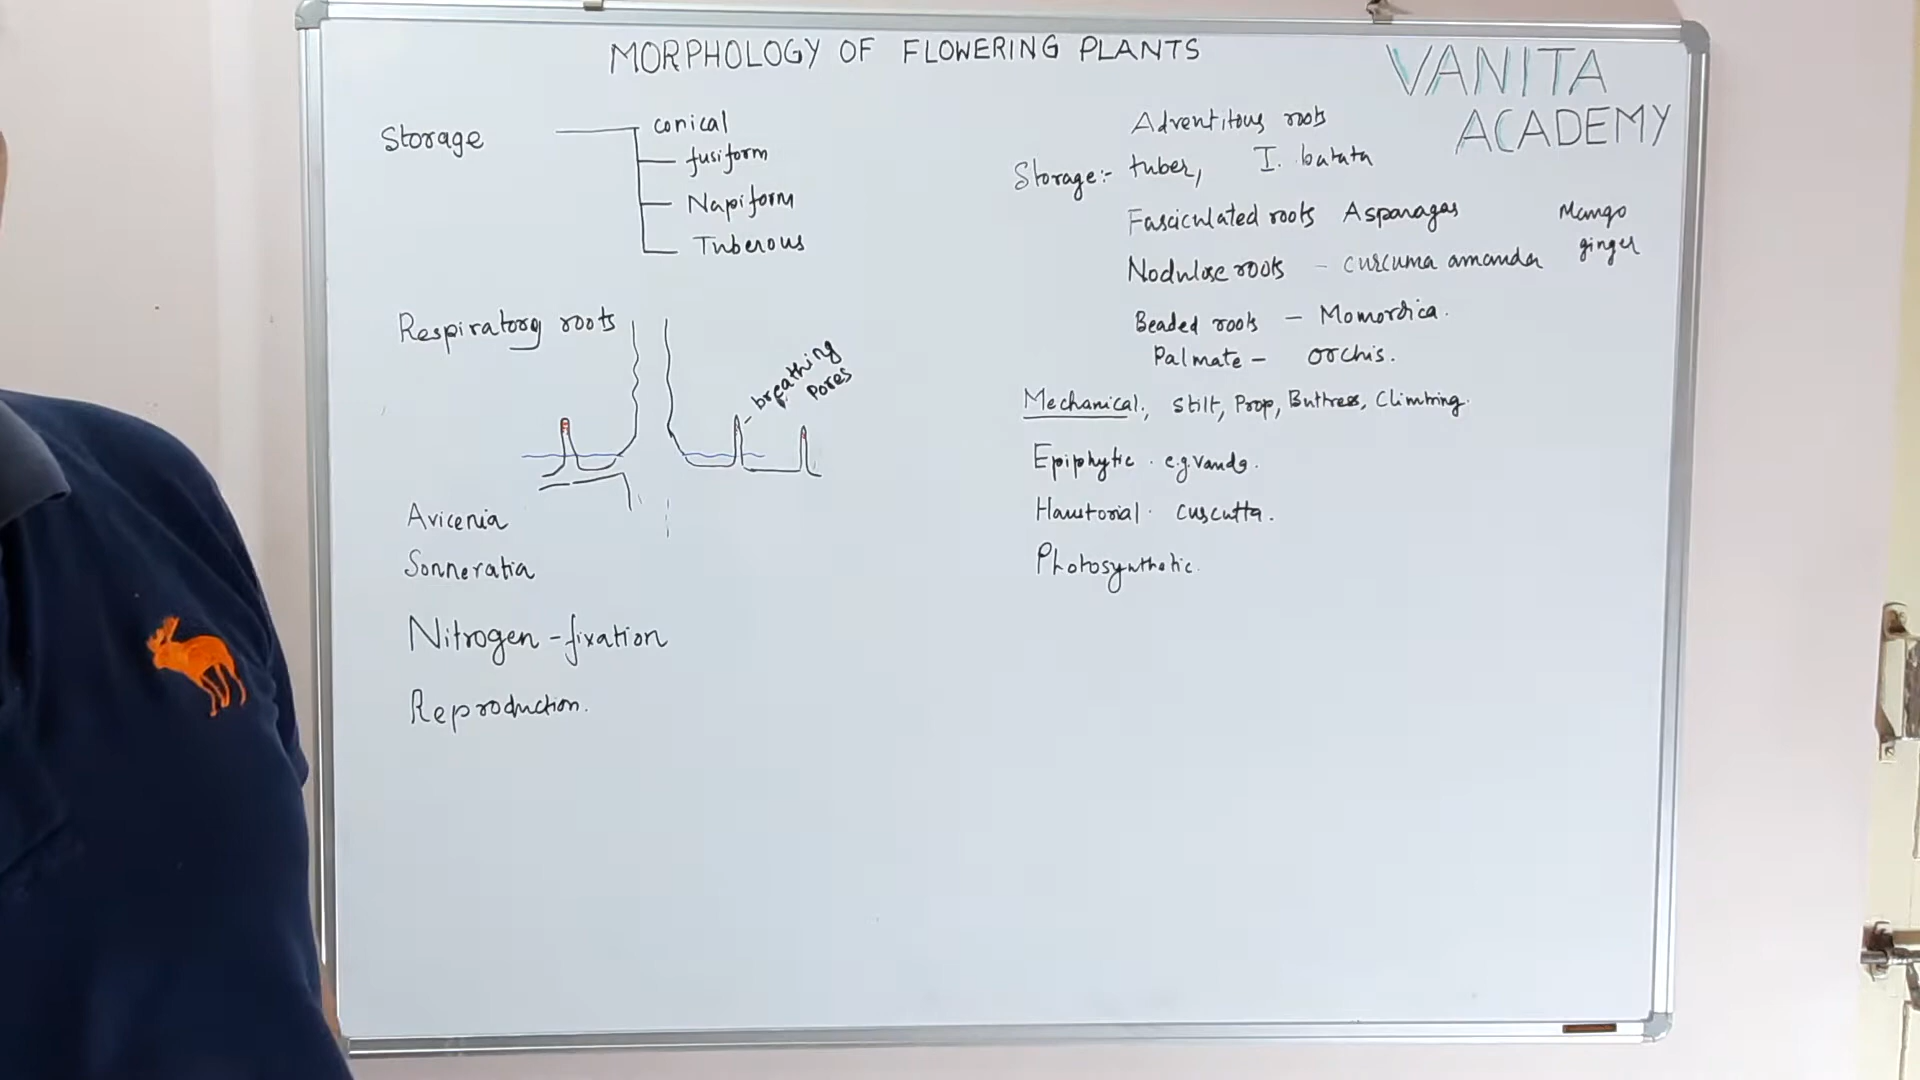 MORPHOLOGY OF FLOWERING PLANTS
VANITA
ACADEMY
Storage
conical
fusiform
Napiform
Tuberous
Respiratory roots
breathing
Pores
Avicenia
Sonneratia
Nitrogen-fixation
Reproduction.
Adventitous roots
Storage:- tuber, I. batata
Fasciculated roots Asparagas
Nodulose roots - curcuma amanda Mango
ginger
Beaded roots - Momordica.
Palmate - orchis.
Mechanical, Stilt, Prop, Buttress, Climbing.
Epiphytic. e.g. Vanda.
Haustorial. cuscutta.
Photosynthetic.